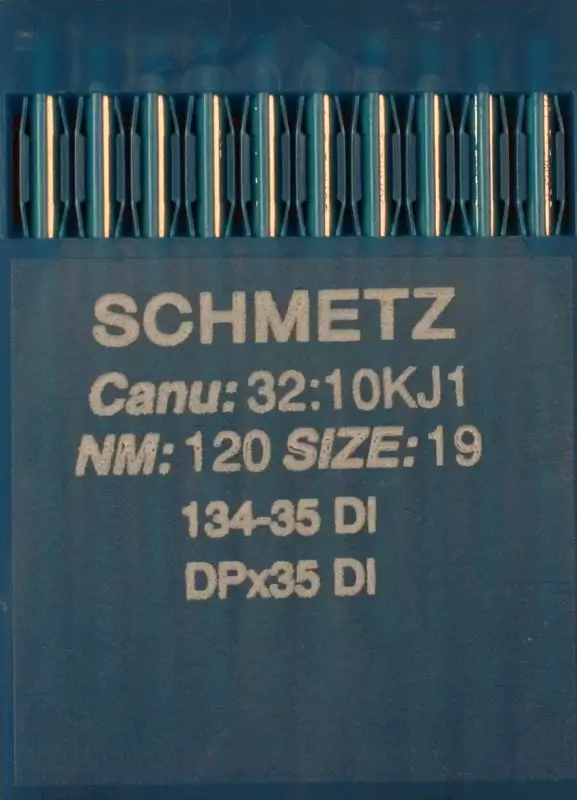 SCHMETZ
Canu: 32:10KJ1
NM: 120 SIZE: 19
134-35 DI
DPx35 DI